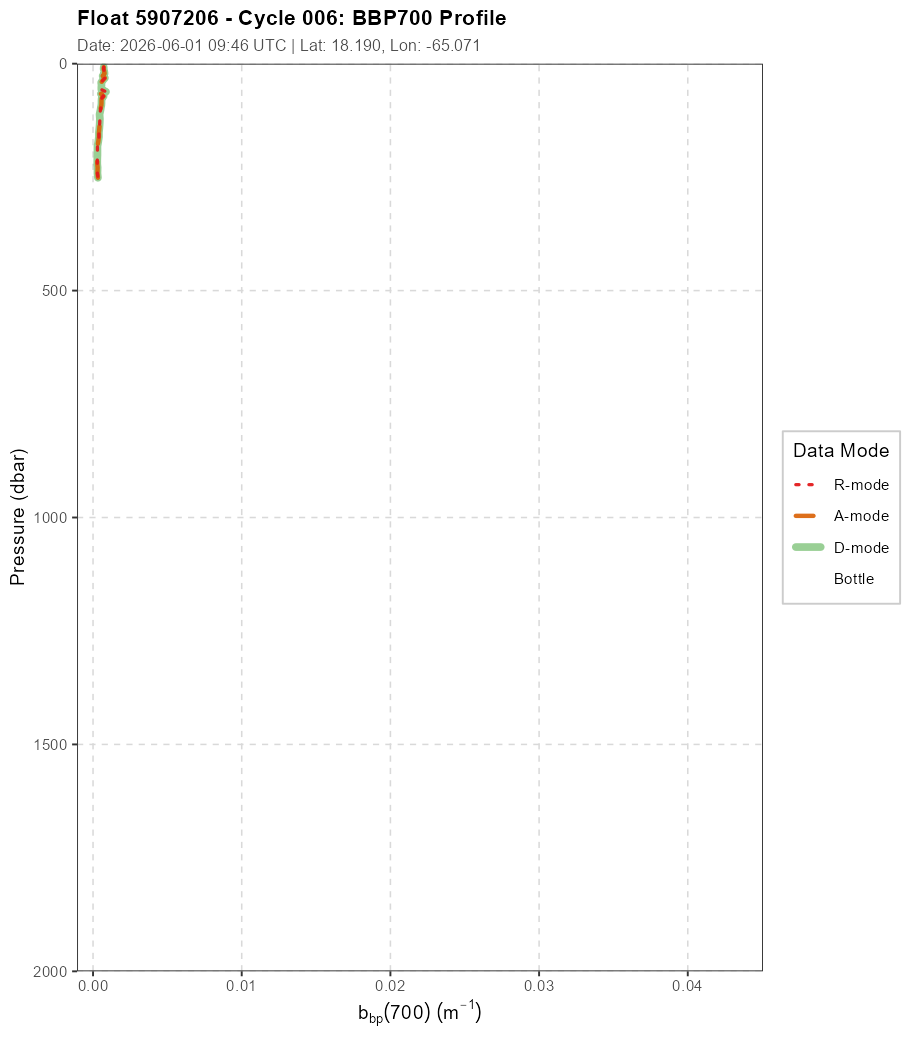 Float 5907206 - Cycle 006: BBP700 Profile
Date: 2026-06-01 09:46 UTC | Lat: 18.190, Lon: -65.071
0
500
1000
1500
2000
Pressure (dbar)
0.00 0.01 0.02 0.03 0.04
b_bp(700) (m⁻¹)
Data Mode
R-mode
A-mode
D-mode
Bottle